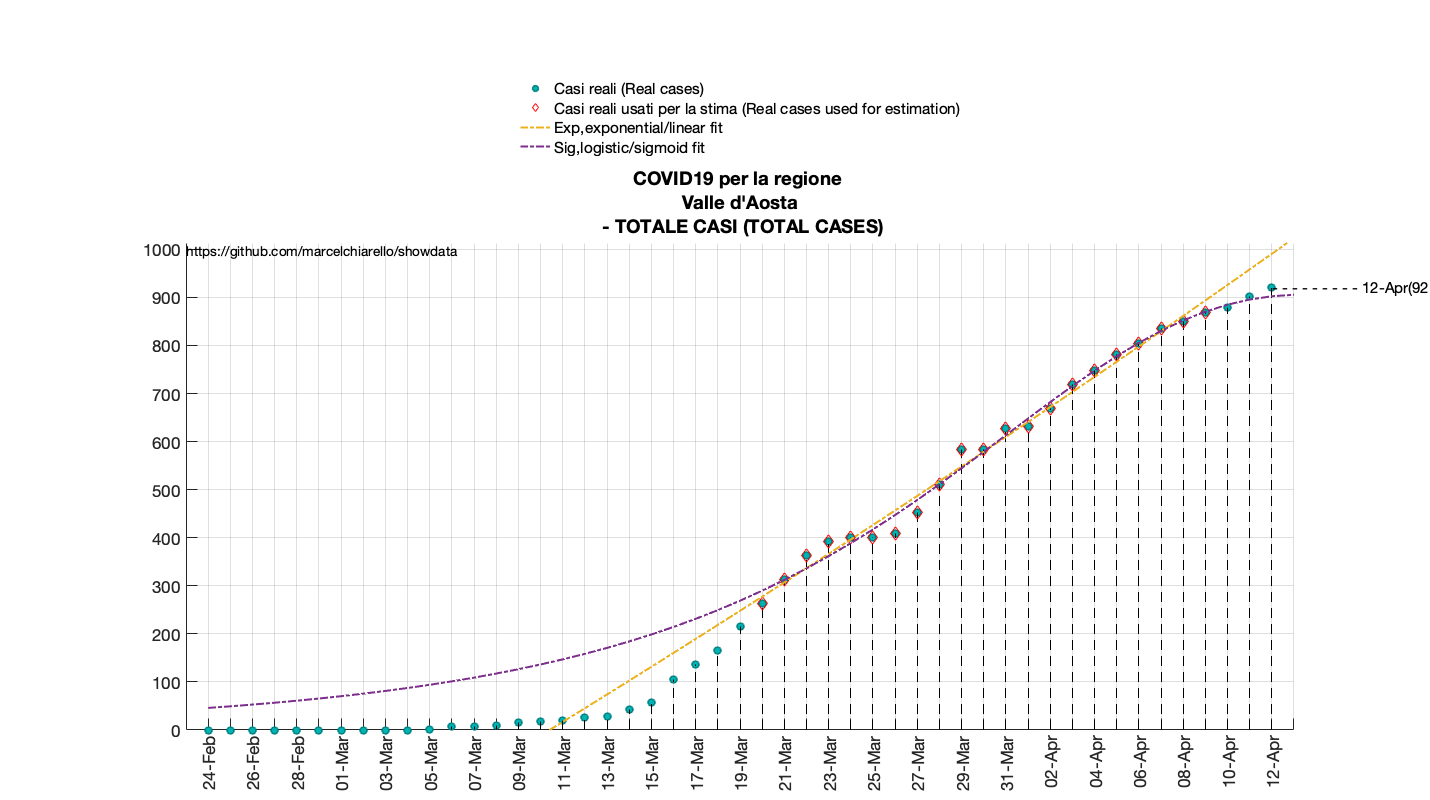 Casi reali (Real cases)
Casi reali usati per la stima (Real cases used for estimation)
Exp,exponential/linear fit
Sig,logistic/sigmoid fit
COVID19 per la regione
Valle d'Aosta
- TOTALE CASI (TOTAL CASES)
https://github.com/marcelchiarello/showdata
1000
900
800
700
600
500
400
300
200
100
0
12-Apr(92
24-Feb
26-Feb
28-Feb
01-Mar
03-Mar
05-Mar
07-Mar
09-Mar
11-Mar
13-Mar
15-Mar
17-Mar
19-Mar
21-Mar
23-Mar
25-Mar
27-Mar
29-Mar
31-Mar
02-Apr
04-Apr
06-Apr
08-Apr
10-Apr
12-Apr